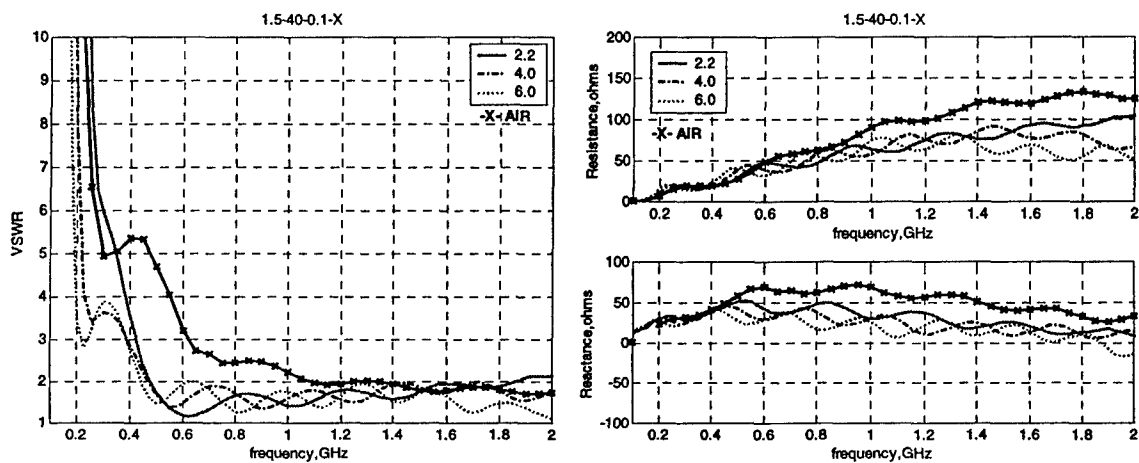 1.5-40-0.1-X
10
9
8
7
6
5
4
3
2
1
VSWR
2.2
4.0
6.0
-X- AIR
0.2 0.4 0.6 0.8 1 1.2 1.4 1.6 1.8 2
frequency,GHz
1.5-40-0.1-X
200
150
100
50
0
Resistance,ohms
2.2
4.0
6.0
-X- AIR
0.2 0.4 0.6 0.8 1 1.2 1.4 1.6 1.8 2
frequency,GHz
100
50
0
-50
-100
Reactance,ohms
0.2 0.4 0.6 0.8 1 1.2 1.4 1.6 1.8 2
frequency,GHz